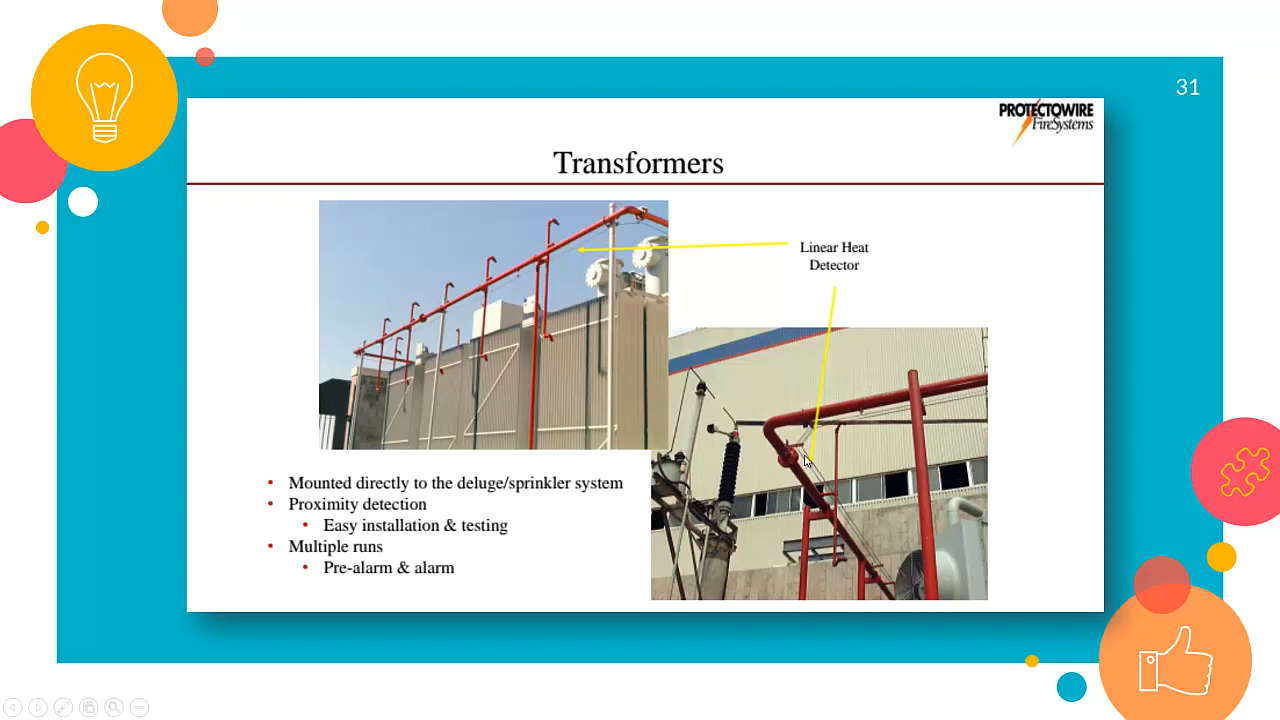 31
PROTECTOWIRE
FireSystems
Transformers
Linear Heat
Detector
• Mounted directly to the deluge/sprinkler system
• Proximity detection
• Easy installation & testing
• Multiple runs
• Pre-alarm & alarm